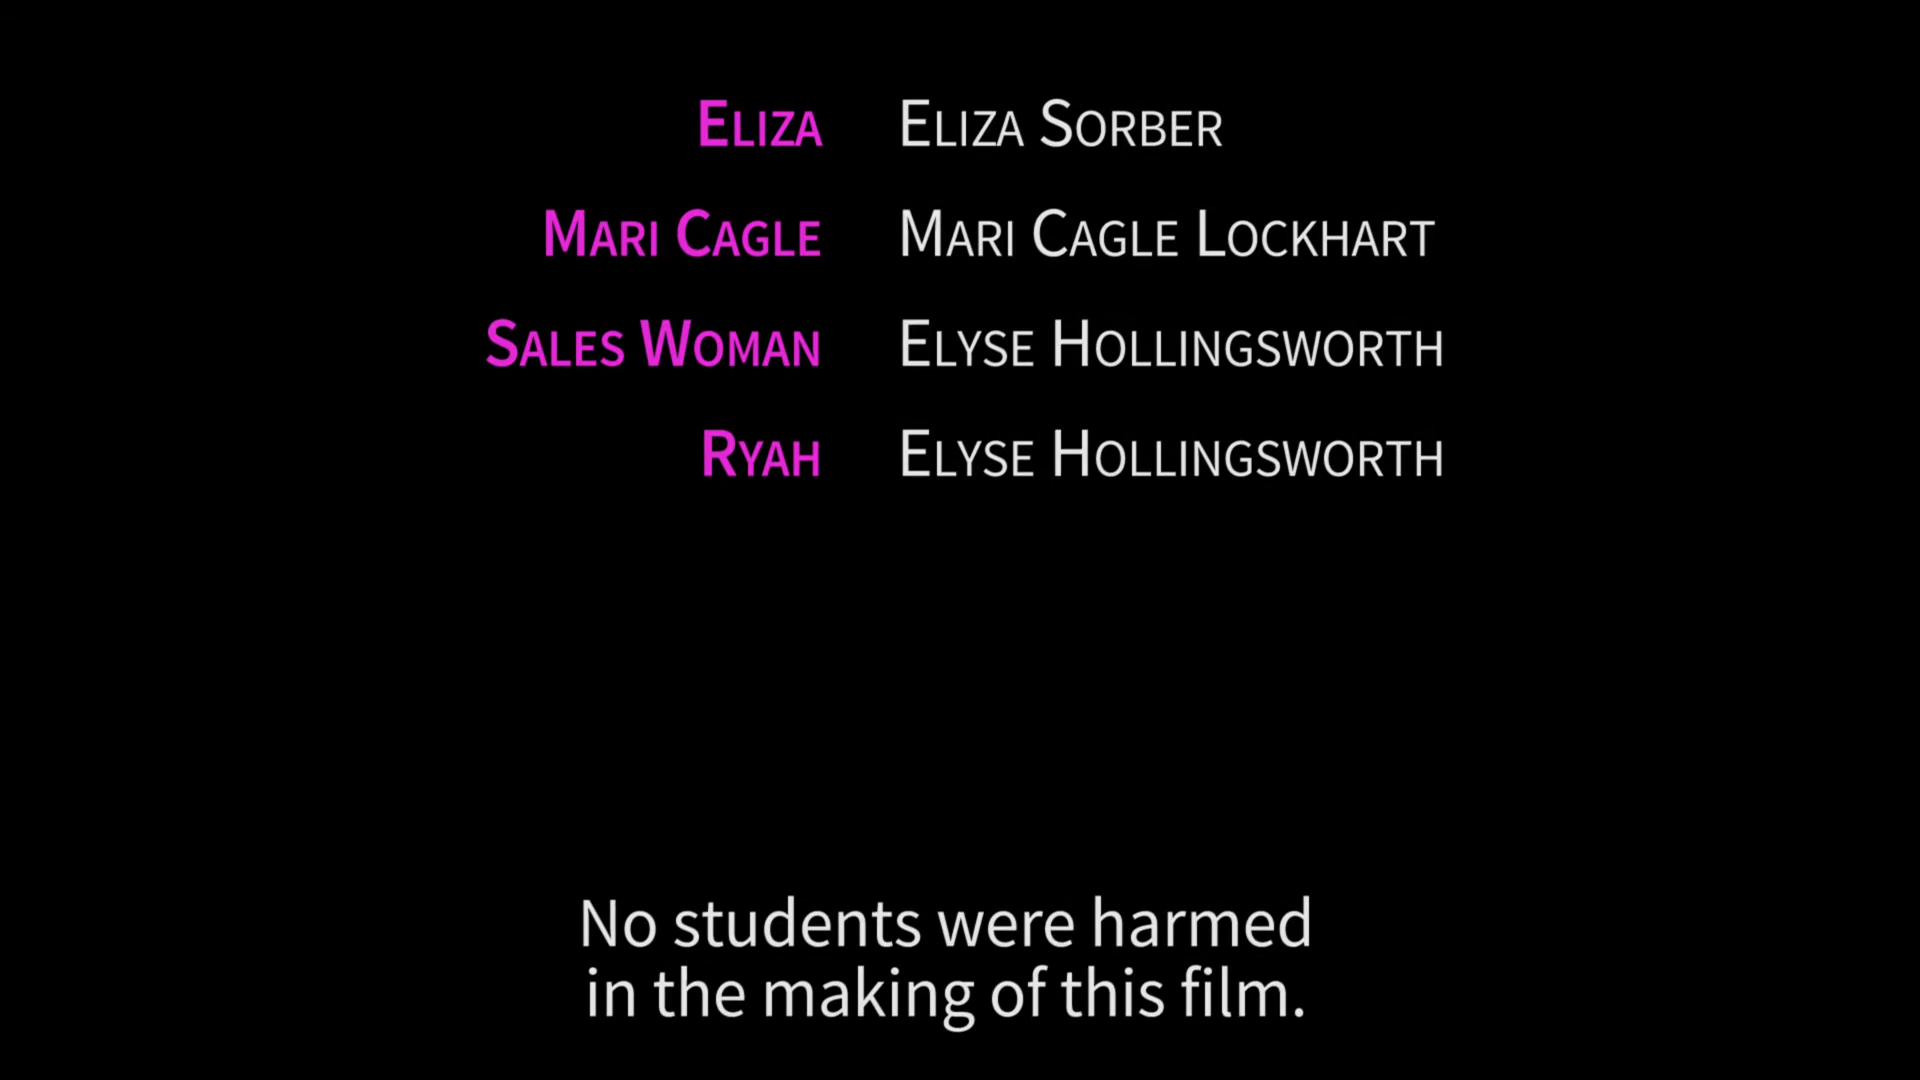 Eliza Eliza Sorber
Mari Cagle Mari Cagle Lockhart
Sales Woman Elyse Hollingsworth
Ryah Elyse Hollingsworth
No students were harmed
in the making of this film.